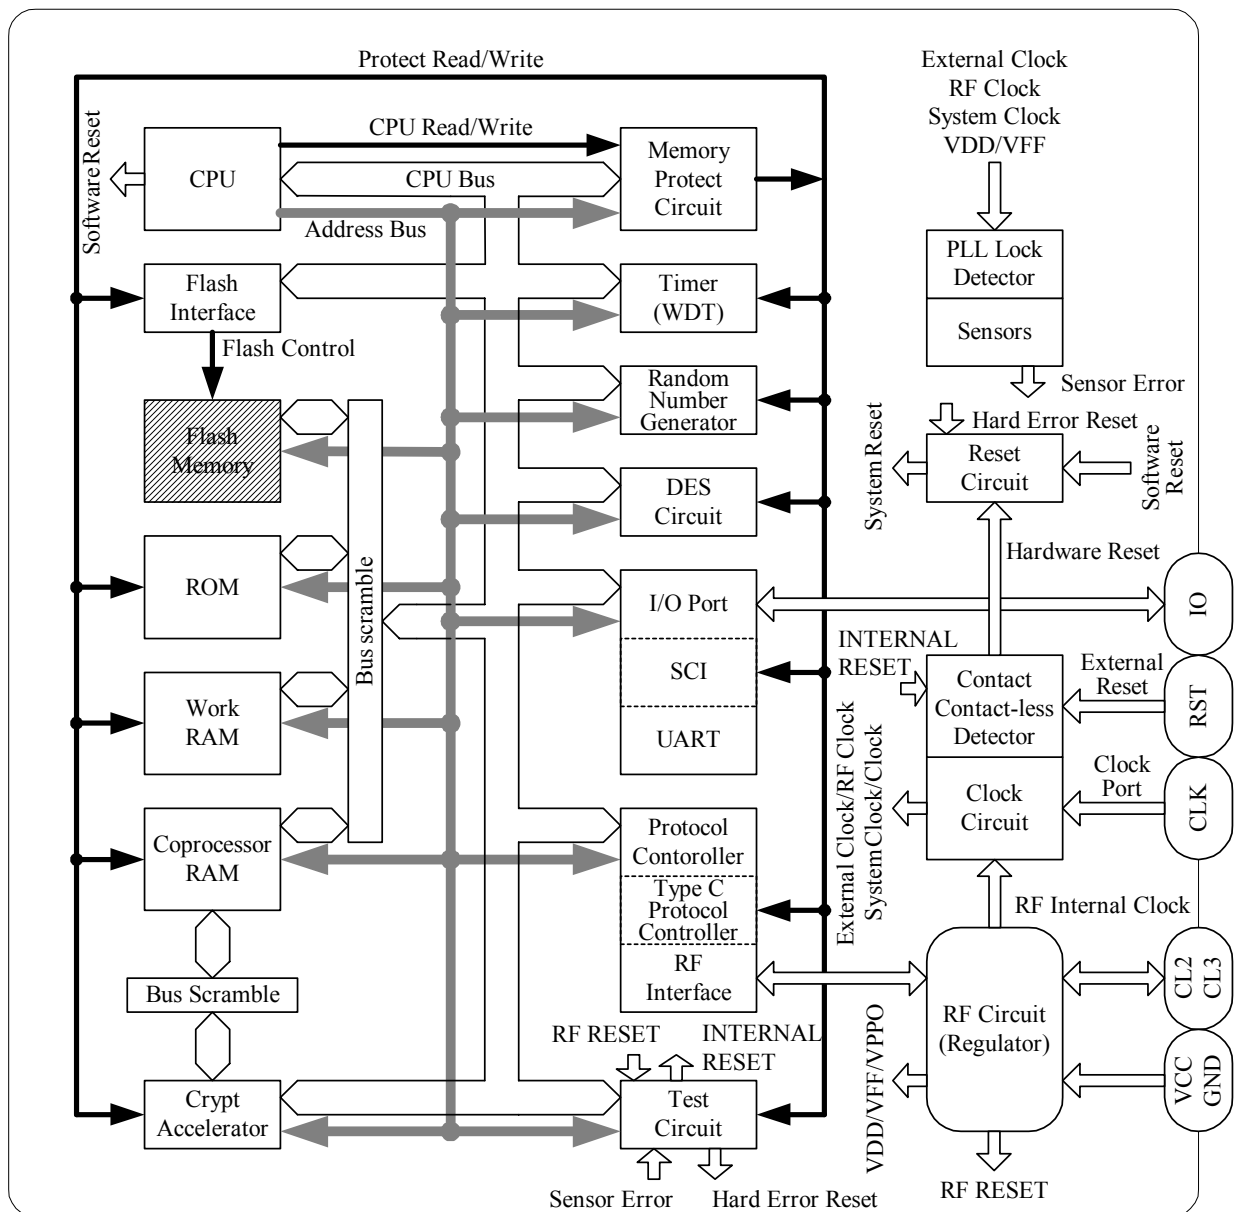 Protect Read/Write
External Clock
RF Clock
System Clock
VDD/VFF
Software Reset
CPU
CPU Read/Write
CPU Bus
Address Bus
Memory
Protect
Circuit
PLL Lock
Detector
Sensors
Sensor Error
Flash
Interface
Flash Control
Timer
(WDT)
Flash
Memory
Random
Number
Generator
System Reset
Hard Error Reset
Reset
Circuit
Software
Reset
DES
Circuit
Hardware Reset
ROM
Bus scramble
I/O Port
SCI
UART
IO
INTERNAL
RESET
Contact
Contact-less
Detector
External
Reset
RST
Work
RAM
External Clock/RF Clock
System Clock/Clock
Clock
Circuit
Clock
Port
CLK
Coprocessor
RAM
Protocol
Contoroller
Type C
Protocol
Controller
RF
Interface
RF Internal Clock
Bus Scramble
RF Circuit
(Regulator)
CL2
CL3
VDD/VFF/VPPO
VCC
GND
RF RESET
INTERNAL
RESET
Crypt
Accelerator
Test
Circuit
Sensor Error
Hard Error Reset
RF RESET